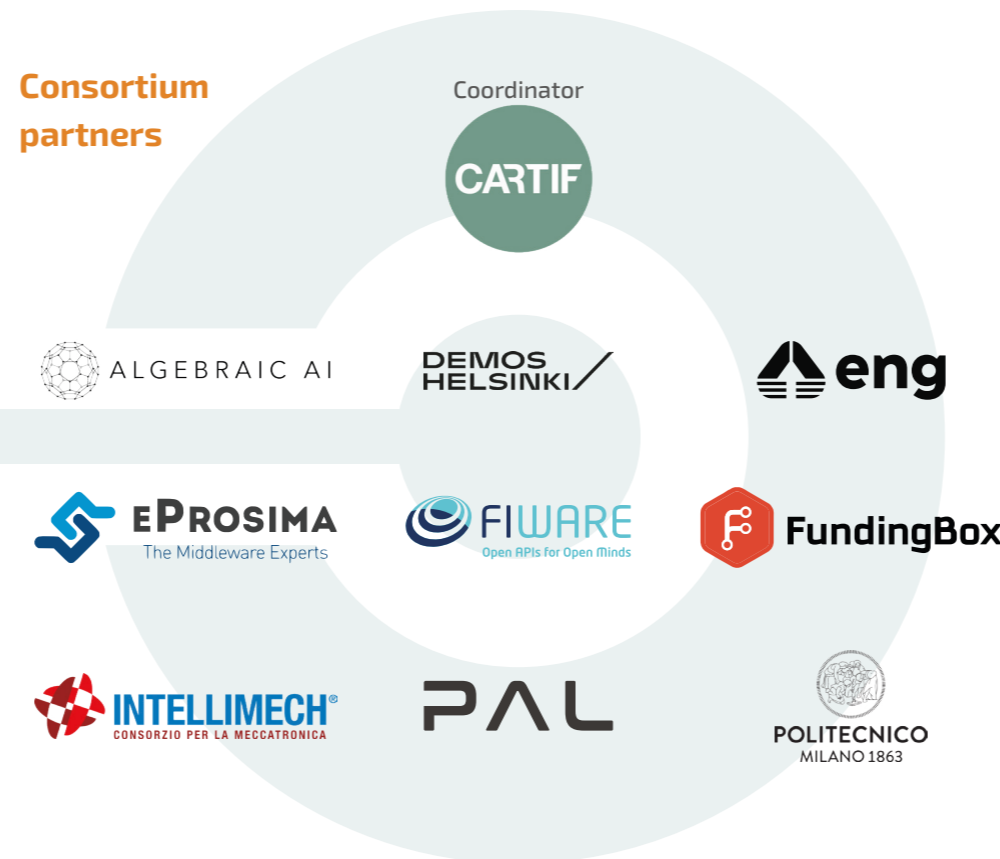 Consortium
partners
Coordinator
CARTIF
ALGEBRAIC AI
DEMOS
HELSINKI
eng
EPROSIMA
The Middleware Experts
FIWARE
Open APIs for Open Minds
FundingBox
INTELLIMECH®
CONSORZIO PER LA MECCATRONICA
PAL
POLITECNICO
MILANO 1863